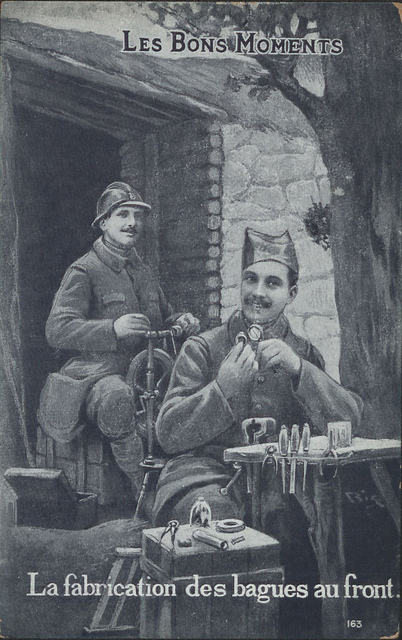 LES BONS MOMENTS
La fabrication des bagues au front.
163